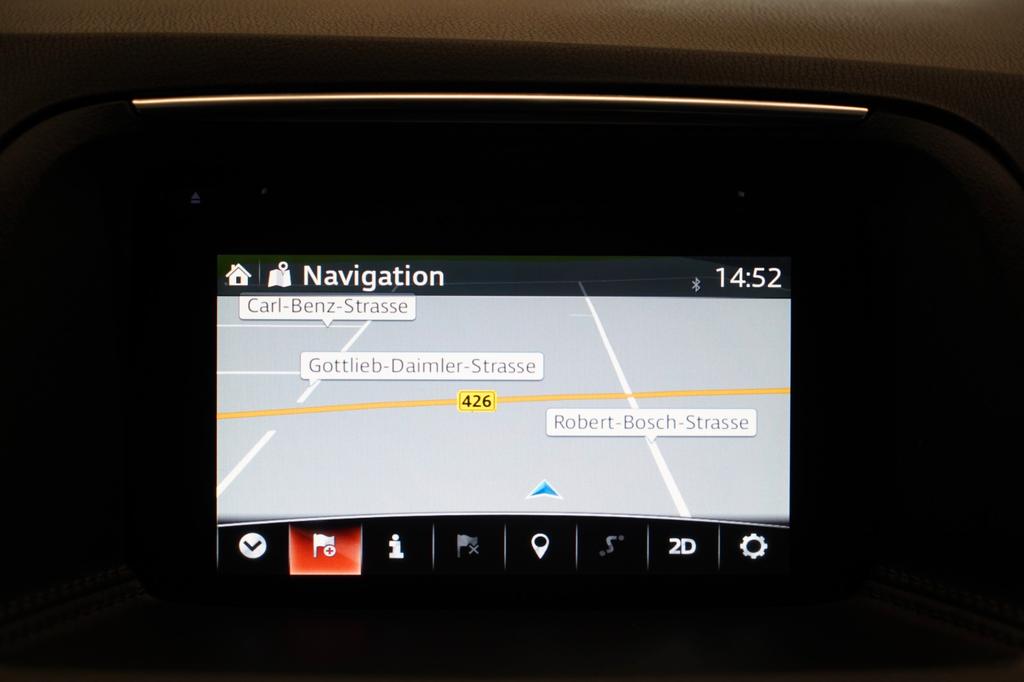 Navigation
14:52
Carl-Benz-Strasse
Gottlieb-Daimler-Strasse
426
Robert-Bosch-Strasse
2D